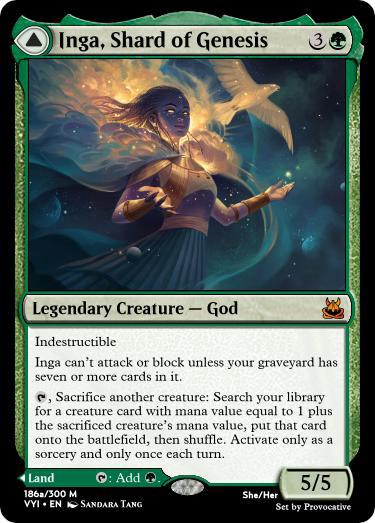 Inga, Shard of Genesis 3
Legendary Creature — God
Indestructible
Inga can't attack or block unless your graveyard has
seven or more cards in it.
, Sacrifice another creature: Search your library
for a creature card with mana value equal to 1 plus
the sacrificed creature's mana value, put that card
onto the battlefield, then shuffle. Activate only as a
sorcery and only once each turn.
Land : Add .
5/5
186a/300 M She/Her
VYI • EN SANDARA TANG Set by Provocative